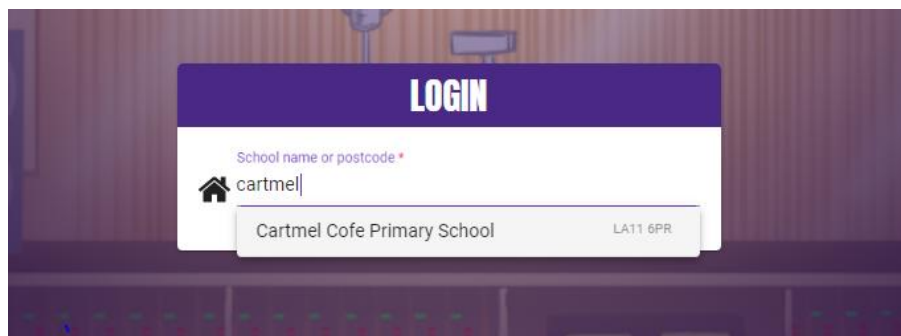 LOGIN
School name or postcode *
cartmel
Cartmel Cofe Primary School LA11 6PR